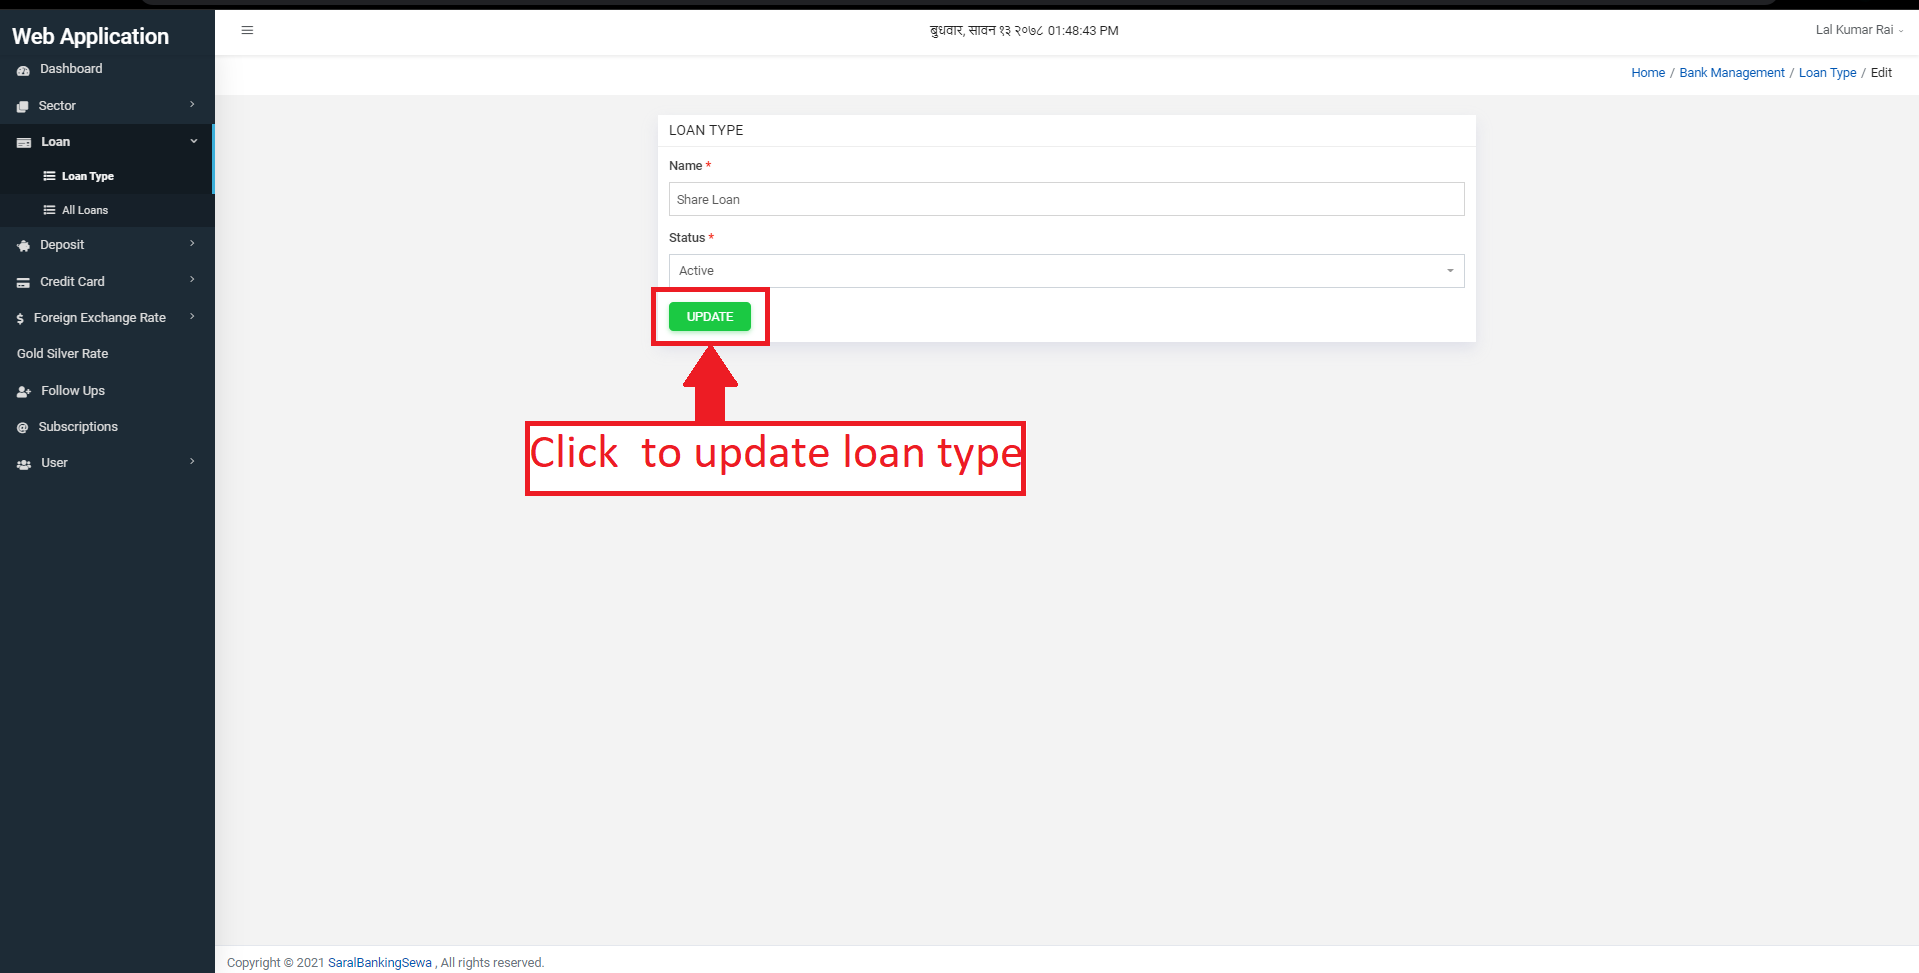 Web Application
बुधवार, सावन १३ २०७८ 01:48:43 PM
Lal Kumar Rai
Home / Bank Management / Loan Type / Edit
Dashboard
Sector
Loan
Loan Type
All Loans
Deposit
Credit Card
Foreign Exchange Rate
Gold Silver Rate
Follow Ups
Subscriptions
User
LOAN TYPE
Name *
Share Loan
Status *
Active
UPDATE
Click  to update loan type
Copyright © 2021 SaralBankingSewa , All rights reserved.